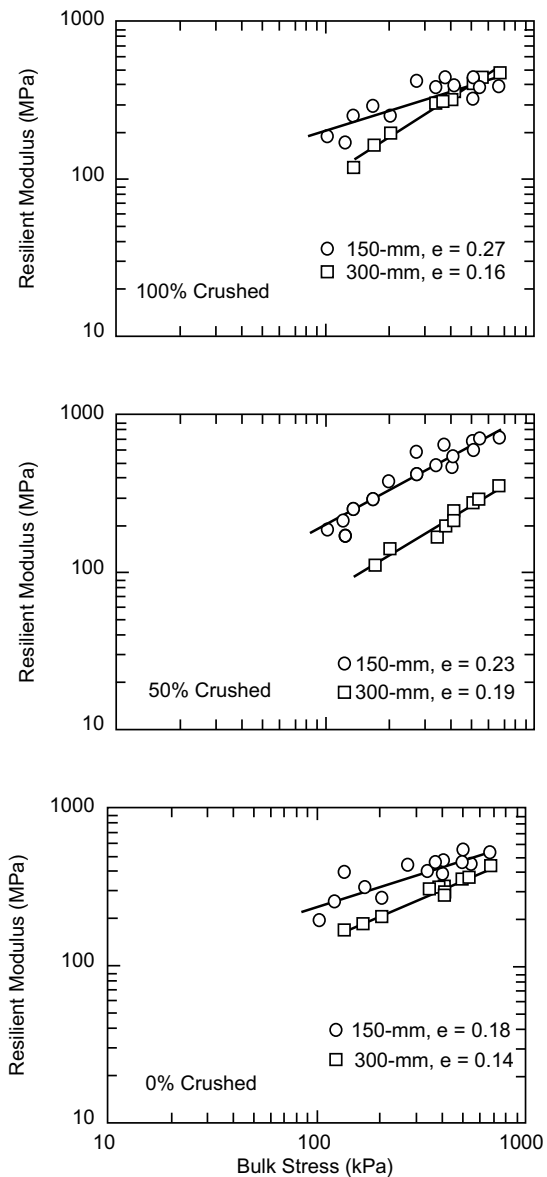 1000
100
10
Resilient Modulus (MPa)
150-mm, e = 0.27
300-mm, e = 0.16
100% Crushed
1000
100
10
Resilient Modulus (MPa)
150-mm, e = 0.23
300-mm, e = 0.19
50% Crushed
1000
100
10
Resilient Modulus (MPa)
150-mm, e = 0.18
300-mm, e = 0.14
0% Crushed
10 100 1000
Bulk Stress (kPa)